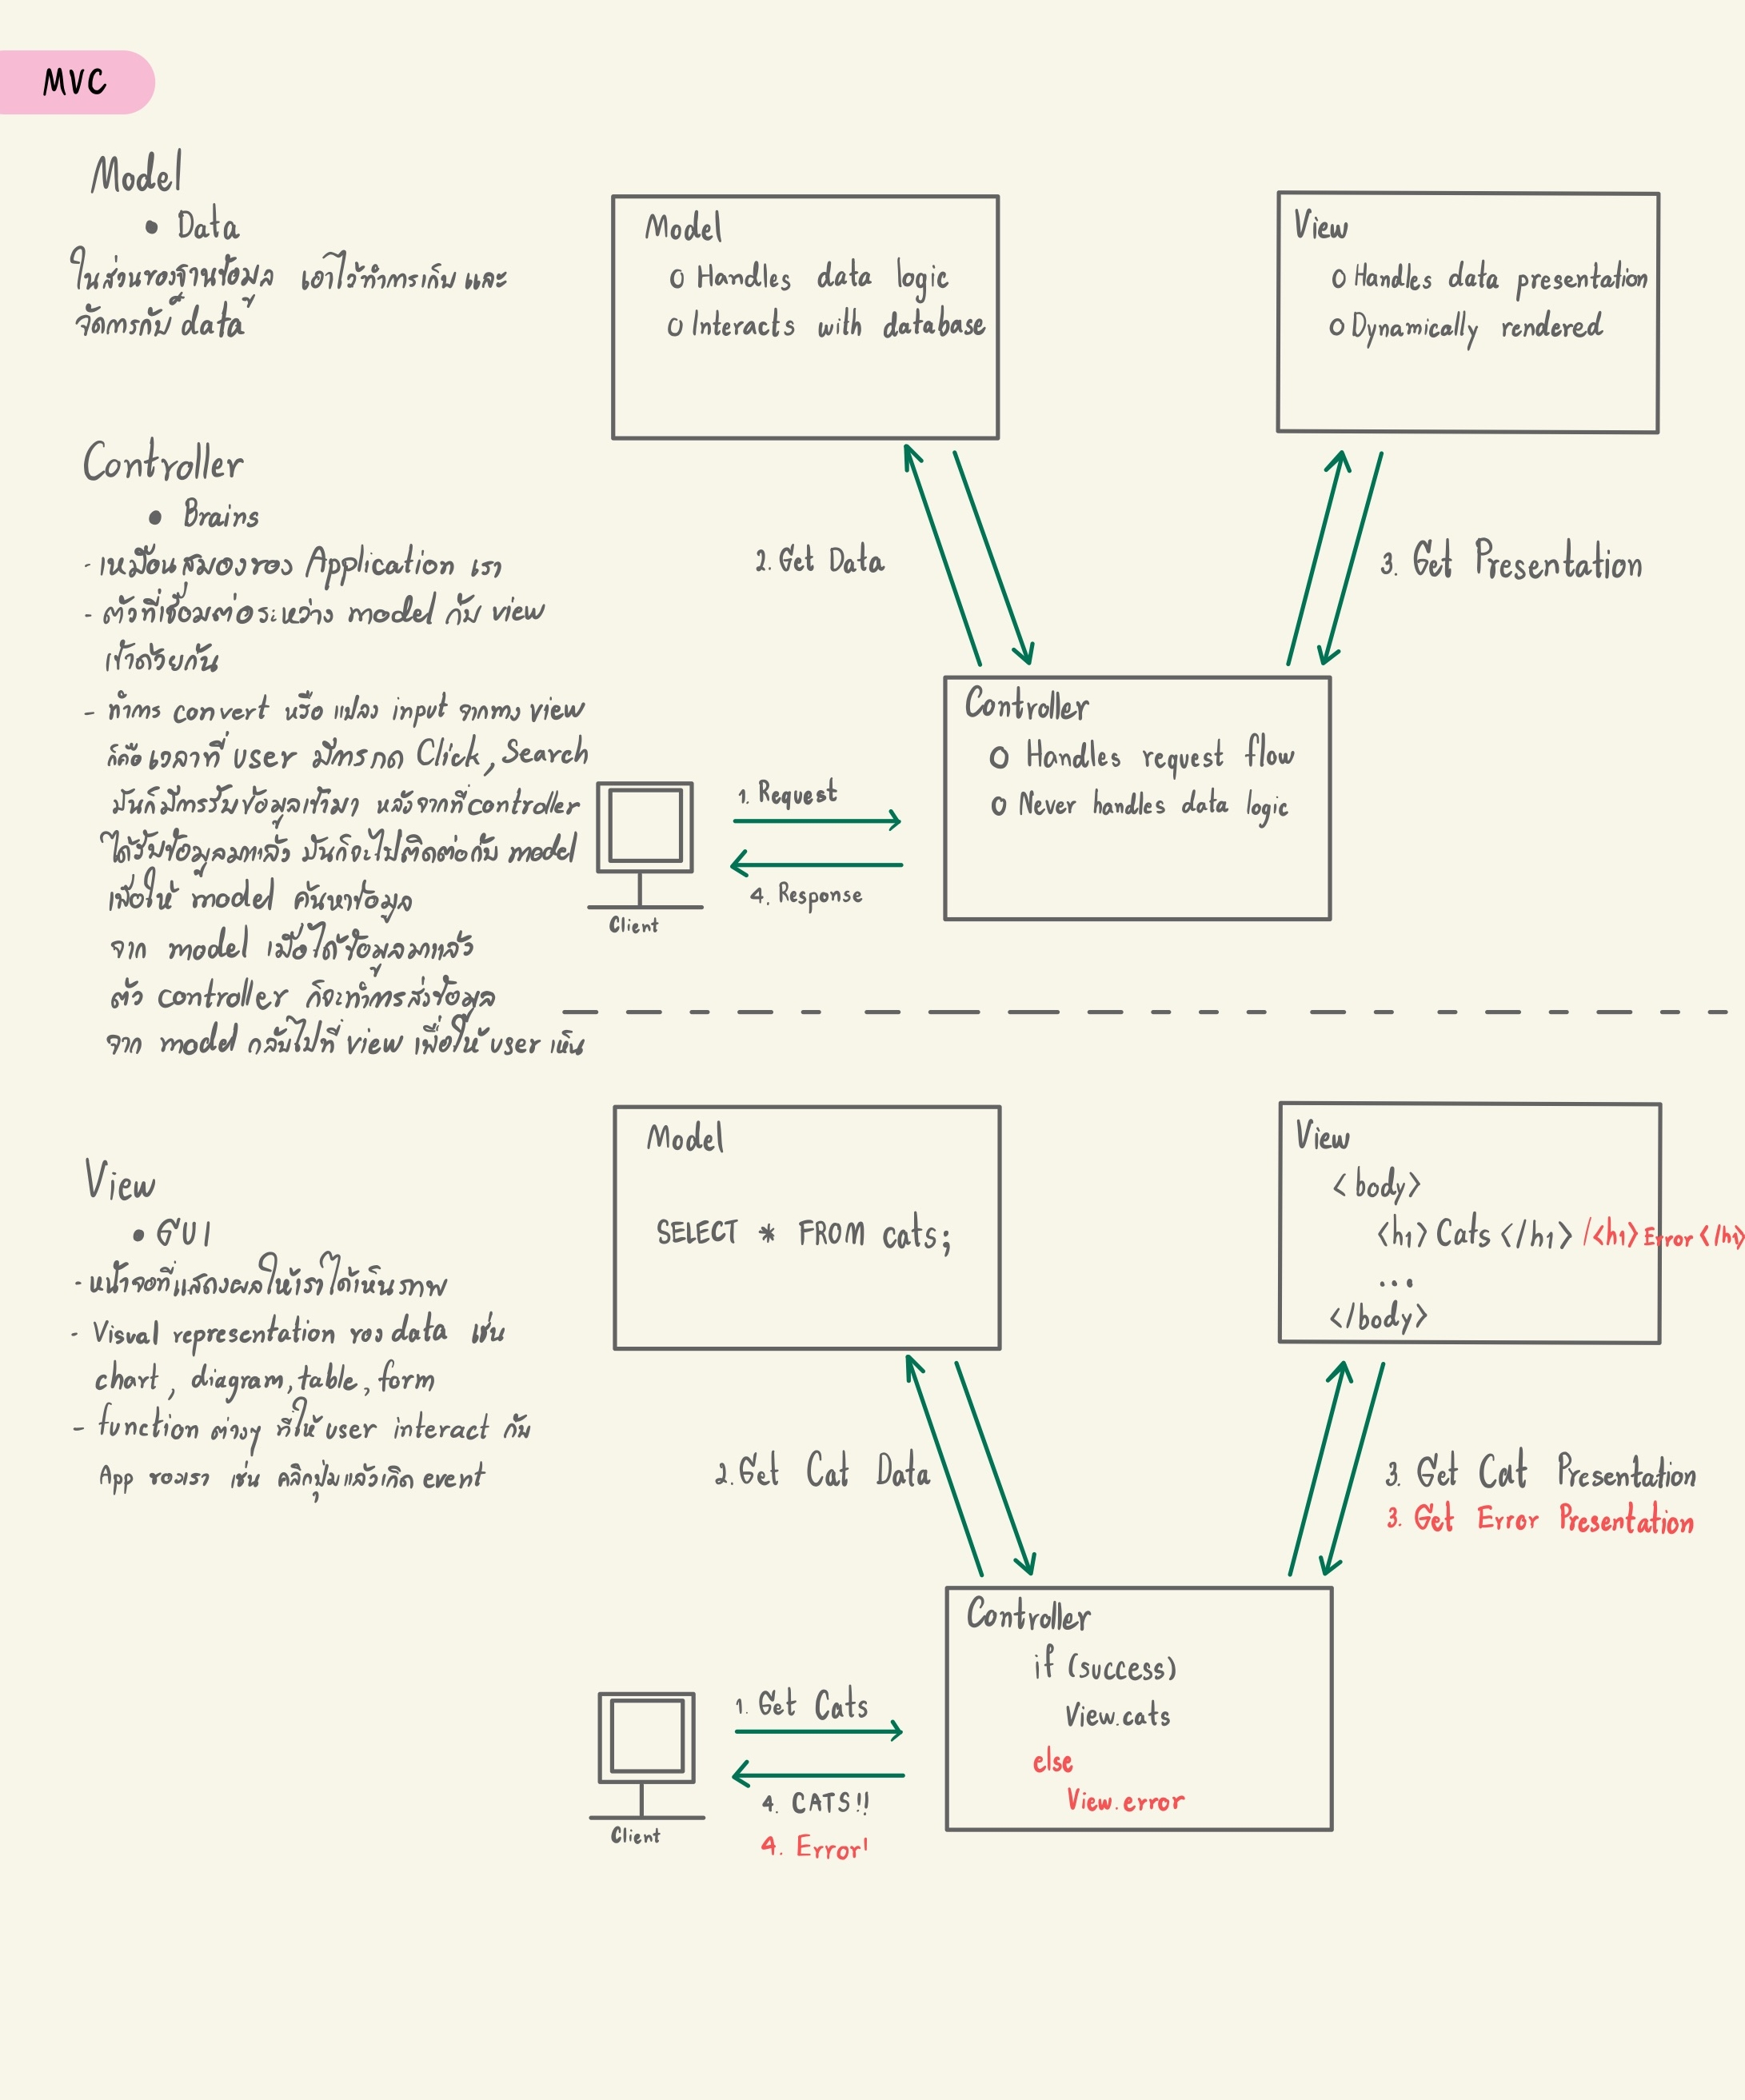 MVC
Model
• Data
ในส่วนของฐานข้อมูล เอาไว้ทำการเก็บ และ
จัดการกับ data
Controller
• Brains
- เหมือนสมองของ Application เรา
- ตัวที่เชื่อมต่อระหว่าง model กับ view
เข้าด้วยกัน
- ทำการ convert หรือ แปลง input จากทาง view
ก็คือ เวลาที่ user มีการกด Click, Search
มันก็มีการรับข้อมูลเข้ามา หลังจากที่ controller
ได้รับข้อมูลมาแล้ว มันก็จะไปติดต่อกับ model
เพื่อให้ model ค้นหาข้อมูล
จาก model เมื่อได้ข้อมูลมาแล้ว
ตัว controller ก็จะทำการส่งข้อมูล
จาก model กลับไปที่ view เพื่อให้ user เห็น
View
• GUI
- หน้าจอที่แสดงผลให้เราได้เห็นภาพ
- Visual representation ของ data เช่น
chart, diagram, table, form
- function ต่างๆ ที่ให้ user interact กับ
App ของเรา เช่น คลิกปุ่มแล้วเกิด event
Model
○ Handles data logic
○ Interacts with database
View
○ Handles data presentation
○ Dynamically rendered
2. Get Data
3. Get Presentation
Controller
○ Handles request flow
○ Never handles data logic
1. Request
4. Response
Client
Model
SELECT * FROM cats;
View
<body>
<h1> Cats </h1> /<h1> Error </h1>
...
</body>
2. Get Cat Data
3. Get Cat Presentation
3. Get Error Presentation
Controller
if (success)
View.cats
else
View.error
1. Get Cats
4. CATS!!
4. Error!
Client